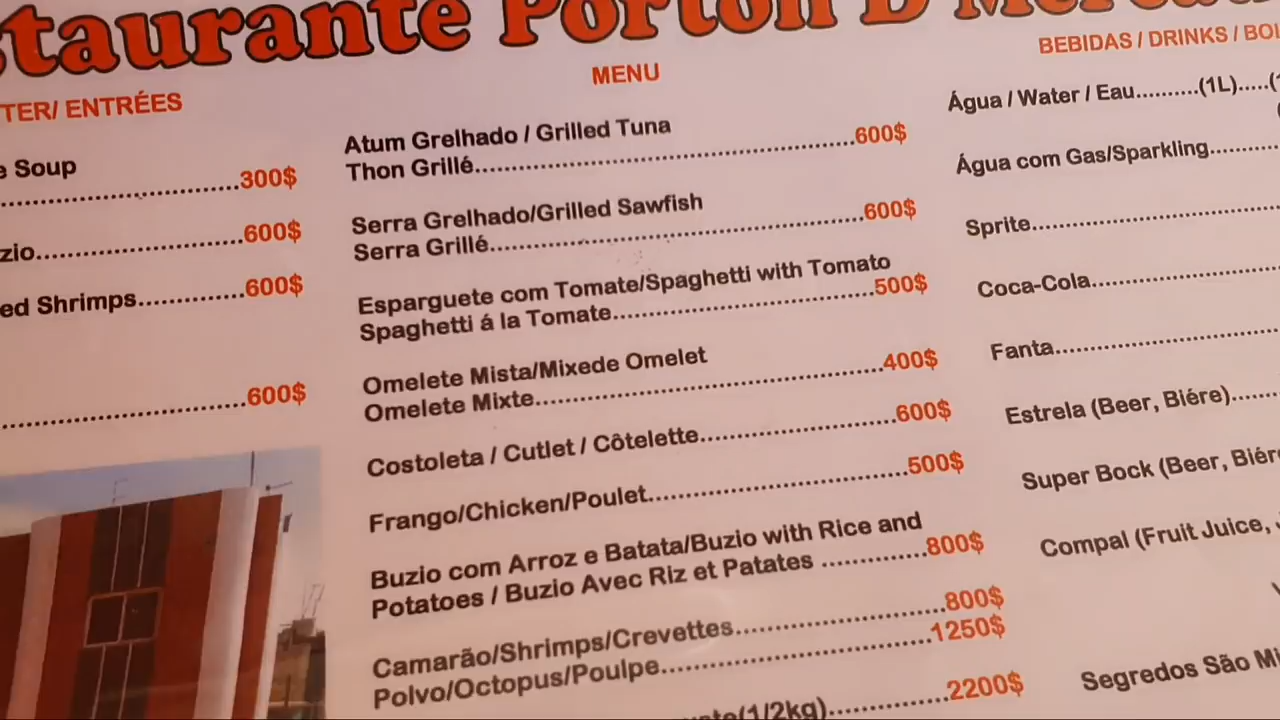 Restaurante Porton D
MENU
TER/ ENTRÉES
Soup
300$
600$
ed Shrimps 600$
600$
Atum Grelhado / Grilled Tuna
Thon Grillé 600$
Serra Grelhado/Grilled Sawfish
Serra Grillé 600$
Esparguete com Tomate/Spaghetti with Tomato
Spaghetti á la Tomate 500$
Omelete Mista/Mixede Omelet
Omelete Mixte 400$
Costoleta / Cutlet / Côtelette 600$
Frango/Chicken/Poulet 500$
Buzio com Arroz e Batata/Buzio with Rice and
Potatoes / Buzio Avec Riz et Patates 800$
Camarão/Shrimps/Crevettes 800$
Polvo/Octopus/Poulpe 1250$
(1/2kg) 2200$
BEBIDAS / DRINKS /
Água / Water / Eau (1L)
Água com Gas/Sparkling
Sprite
Coca-Cola
Fanta
Estrela (Beer, Biére)
Super Bock (Beer, Biére
Compal (Fruit Juice,
Segredos São